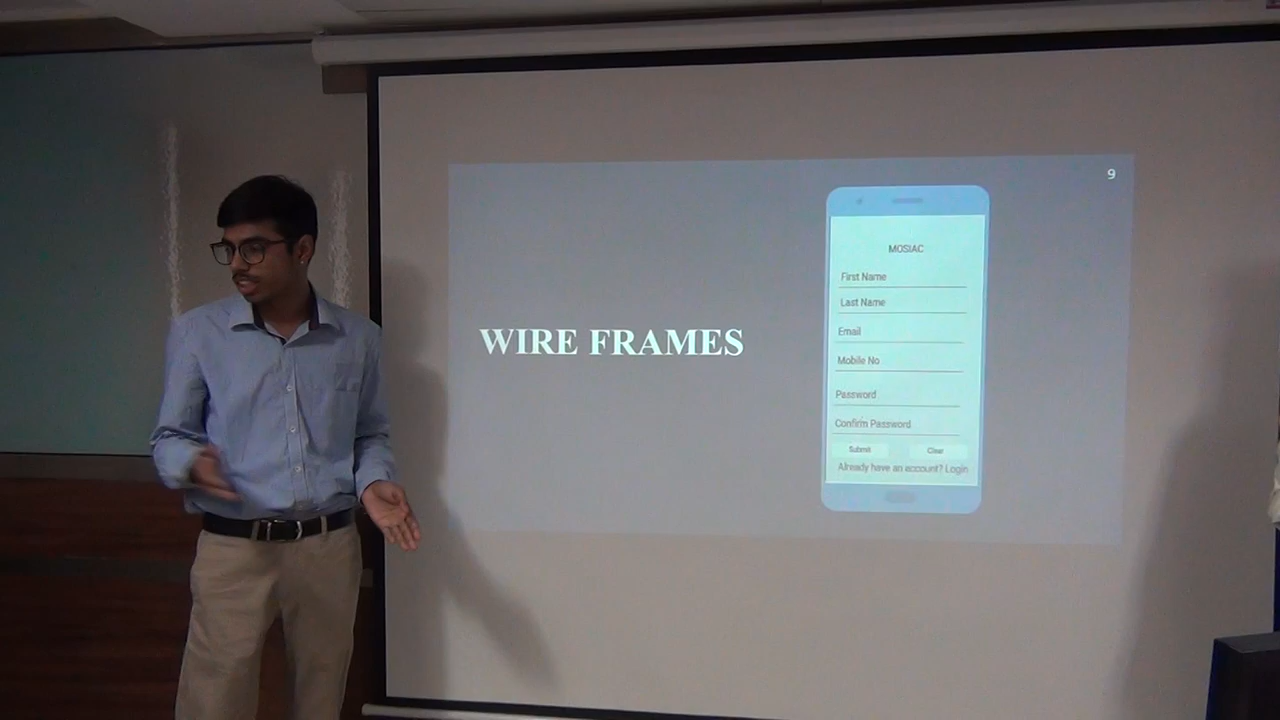 9
WIRE FRAMES
MOSIAC
First Name
Last Name
Email
Mobile No
Password
Confirm Password
Submit Clear
Already have an account? Login